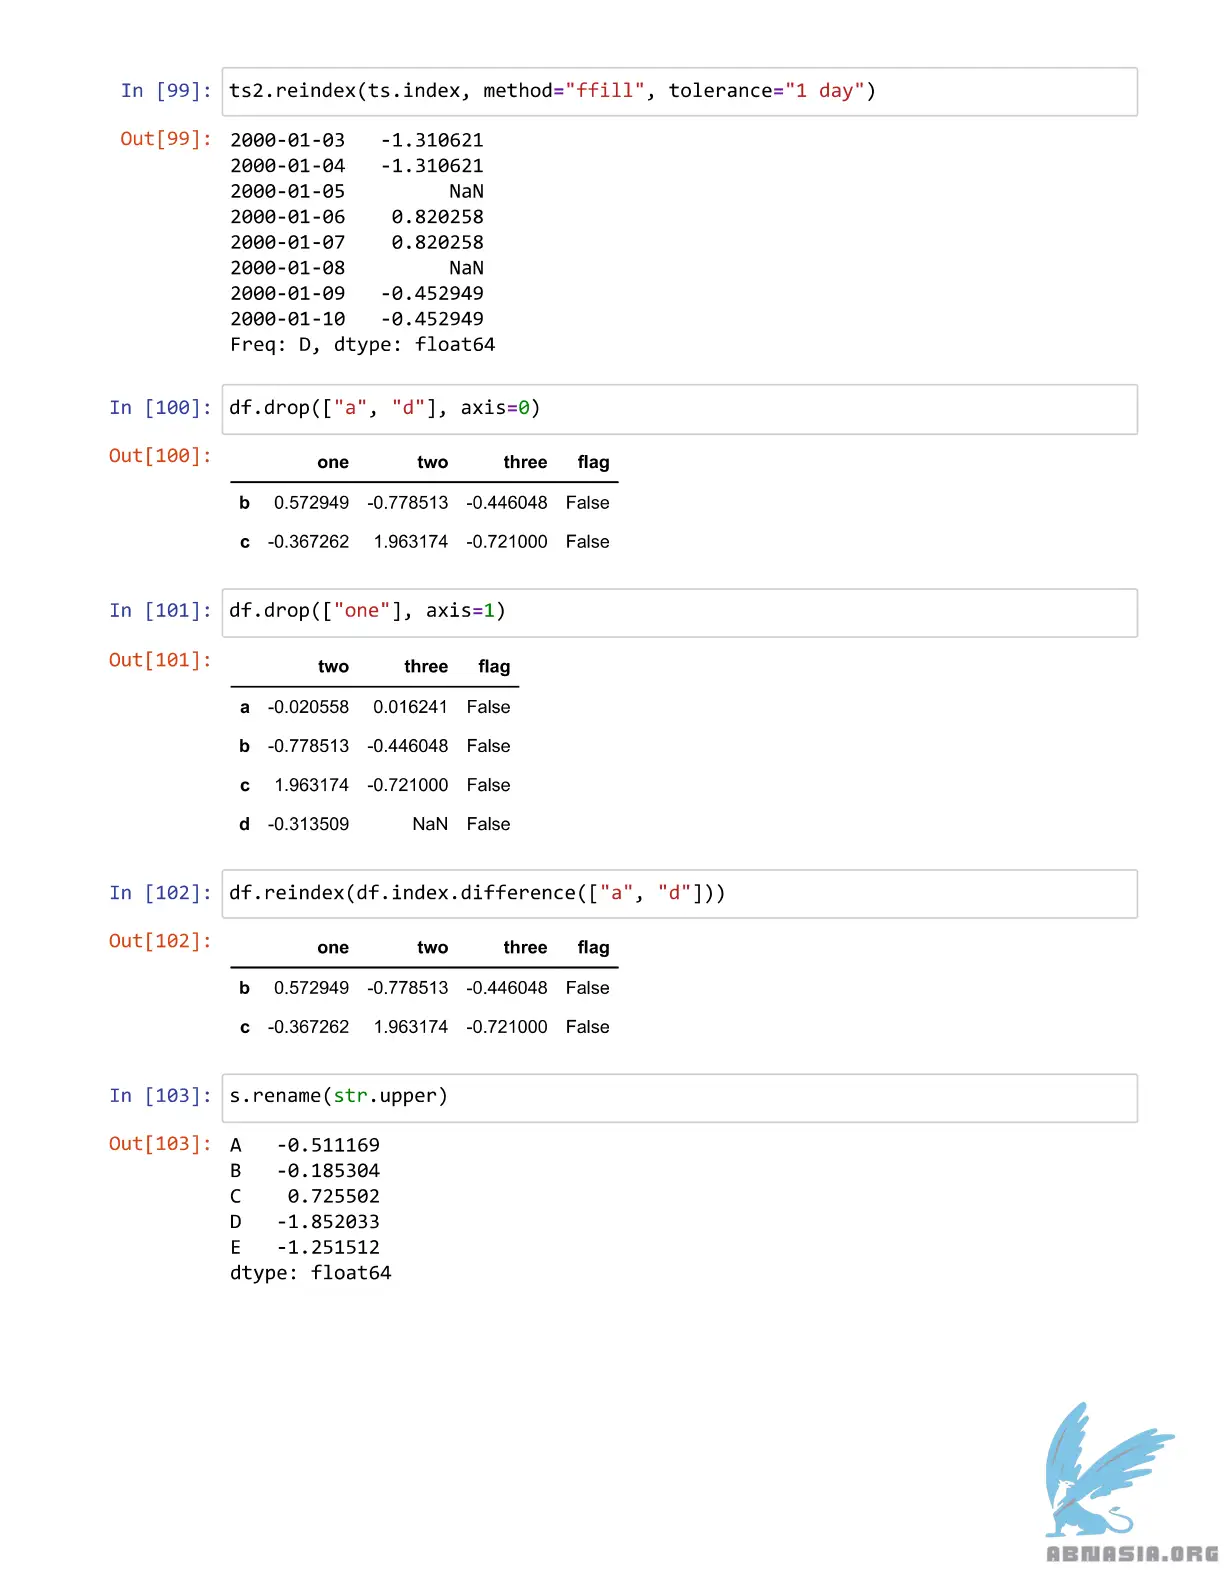 In [99]: ts2.reindex(ts.index, method="ffill", tolerance="1 day")
Out[99]: 2000-01-03   -1.310621
2000-01-04   -1.310621
2000-01-05         NaN
2000-01-06    0.820258
2000-01-07    0.820258
2000-01-08         NaN
2000-01-09   -0.452949
2000-01-10   -0.452949
Freq: D, dtype: float64
In [100]: df.drop(["a", "d"], axis=0)
Out[100]:
one two three flag
b 0.572949 -0.778513 -0.446048 False
c -0.367262 1.963174 -0.721000 False
In [101]: df.drop(["one"], axis=1)
Out[101]:
two three flag
a -0.020558 0.016241 False
b -0.778513 -0.446048 False
c 1.963174 -0.721000 False
d -0.313509 NaN False
In [102]: df.reindex(df.index.difference(["a", "d"]))
Out[102]:
one two three flag
b 0.572949 -0.778513 -0.446048 False
c -0.367262 1.963174 -0.721000 False
In [103]: s.rename(str.upper)
Out[103]: A   -0.511169
B   -0.185304
C    0.725502
D   -1.852033
E   -1.251512
dtype: float64
ABNASIA.ORG